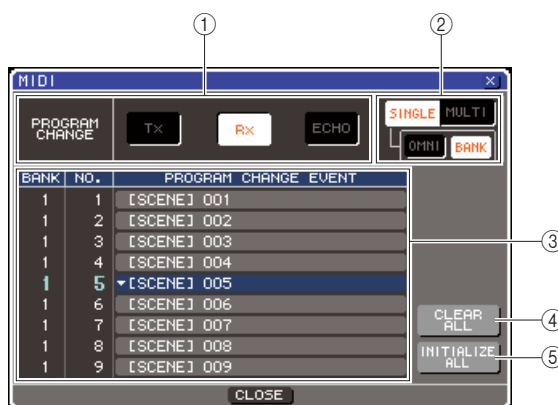 ① ②
MIDI ×
PROGRAM CHANGE Tx Rx ECHO SINGLE MULTI
OMNI BANK
BANK NO. PROGRAM CHANGE EVENT
1 1 [SCENE] 001
1 2 [SCENE] 002
1 3 [SCENE] 003
1 4 [SCENE] 004
1 5 [SCENE] 005
1 6 [SCENE] 006
1 7 [SCENE] 007
1 8 [SCENE] 008
1 9 [SCENE] 009
③
CLEAR ALL ④
INITIALIZE ALL ⑤
CLOSE